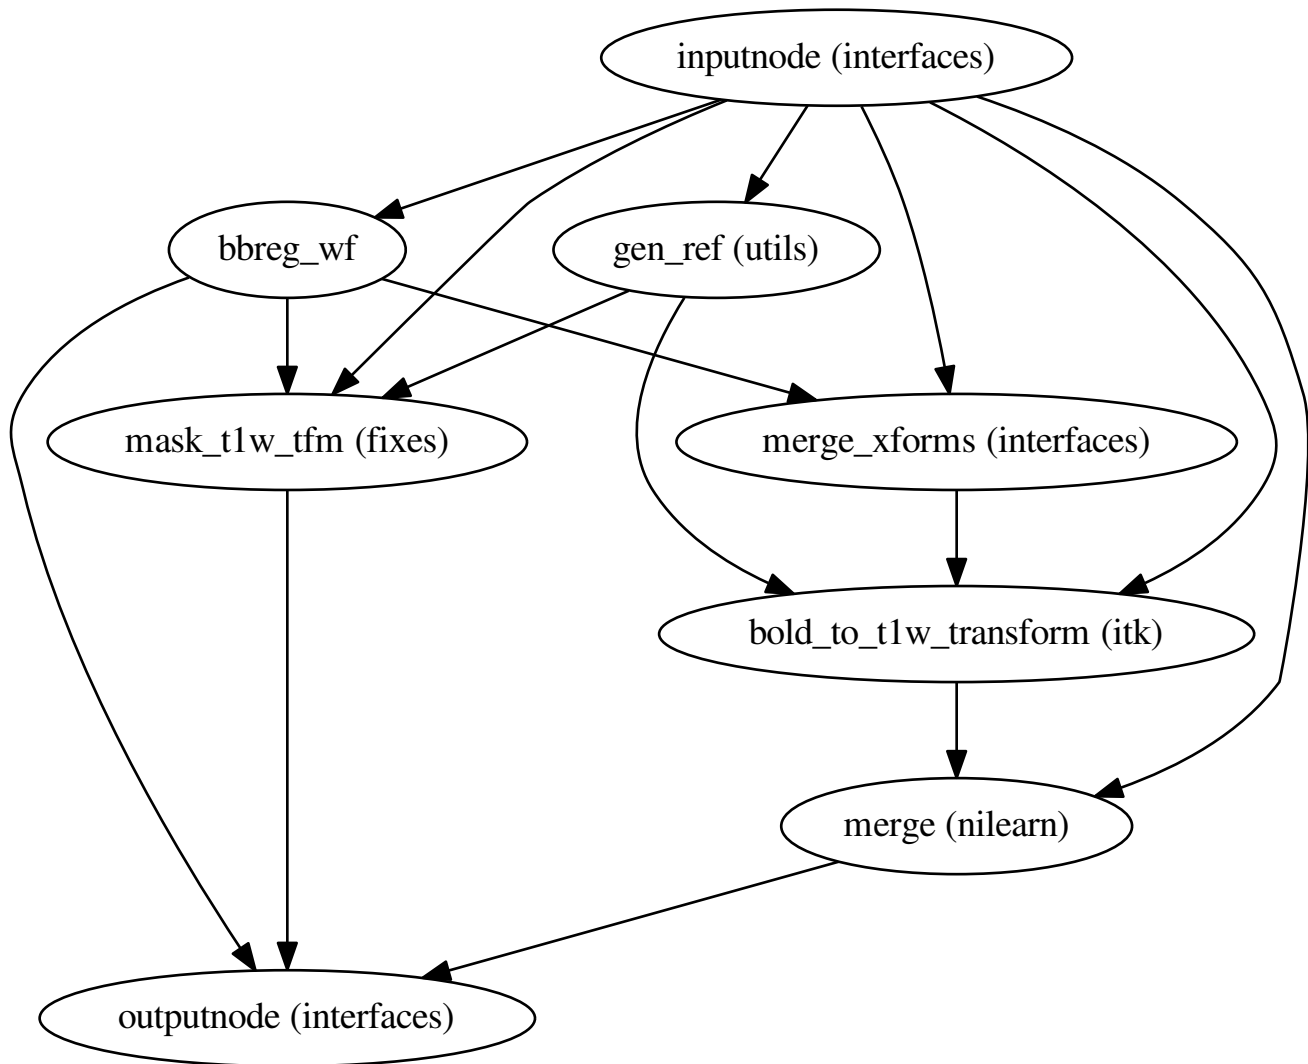 inputnode (interfaces)
bbreg_wf
gen_ref (utils)
mask_t1w_tfm (fixes)
merge_xforms (interfaces)
bold_to_t1w_transform (itk)
merge (nilearn)
outputnode (interfaces)